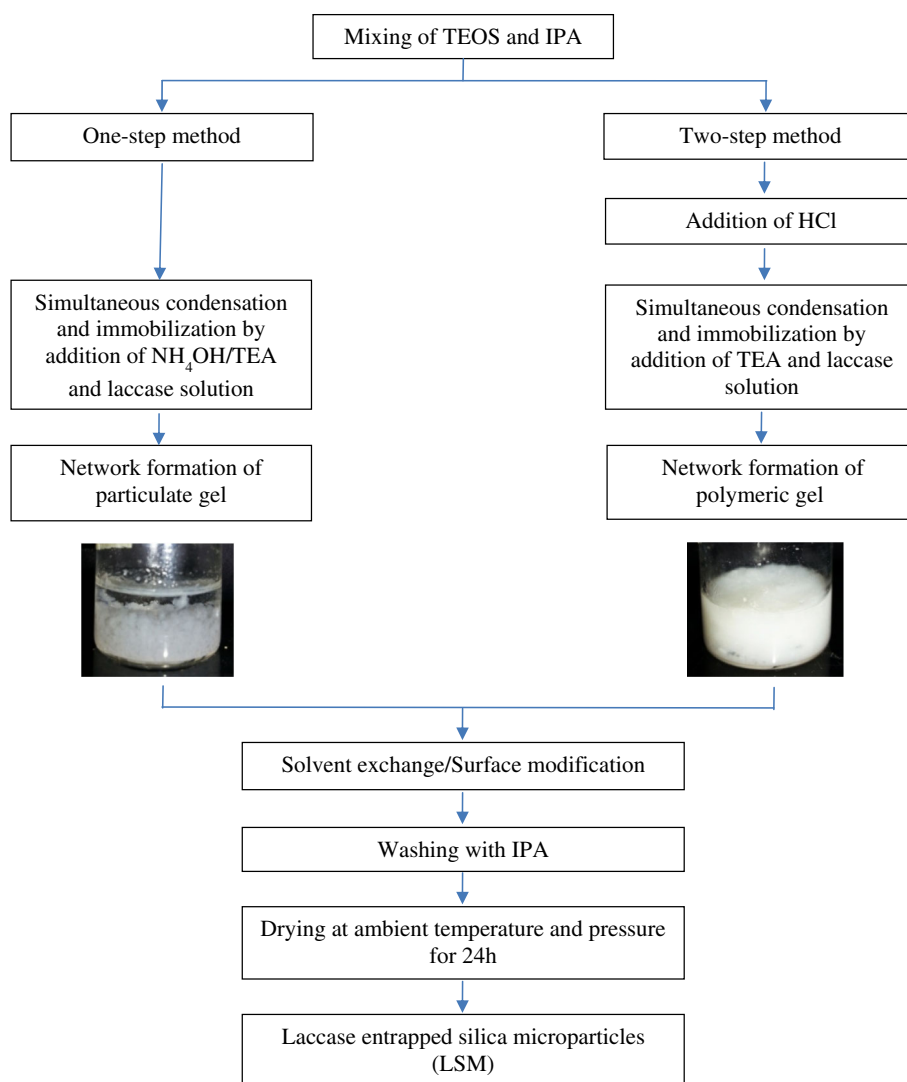 Mixing of TEOS and IPA
One-step method
Two-step method
Addition of HCl
Simultaneous condensation
and immobilization by
addition of NH₄OH/TEA
and laccase solution
Simultaneous condensation
and immobilization by
addition of TEA and laccase
solution
Network formation of
particulate gel
Network formation of
polymeric gel
Solvent exchange/Surface modification
Washing with IPA
Drying at ambient temperature and pressure
for 24h
Laccase entrapped silica microparticles
(LSM)